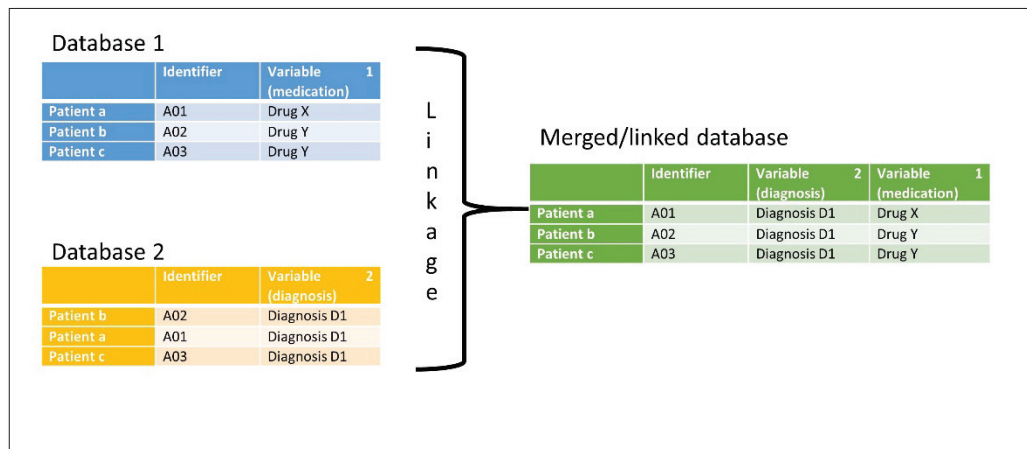 Database 1
Identifier Variable 1
(medication)
Patient a A01 Drug X
Patient b A02 Drug Y
Patient c A03 Drug Y
Database 2
Identifier Variable 2
(diagnosis)
Patient b A02 Diagnosis D1
Patient a A01 Diagnosis D1
Patient c A03 Diagnosis D1
L
i
n
k
a
g
e
Merged/linked database
Identifier Variable 2 Variable 1
(diagnosis) (medication)
Patient a A01 Diagnosis D1 Drug X
Patient b A02 Diagnosis D1 Drug Y
Patient c A03 Diagnosis D1 Drug Y